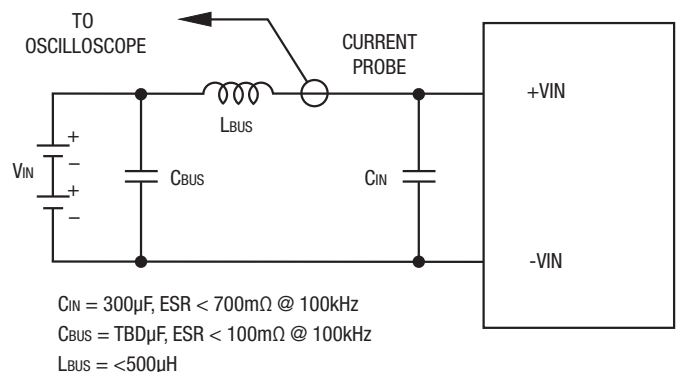 TO
OSCILLOSCOPE
CURRENT
PROBE
+VIN
LBUS
+
−
VIN
+
−
CBUS
CIN
-VIN
CIN = 300µF, ESR < 700mΩ @ 100kHz
CBUS = TBDµF, ESR < 100mΩ @ 100kHz
LBUS = <500µH